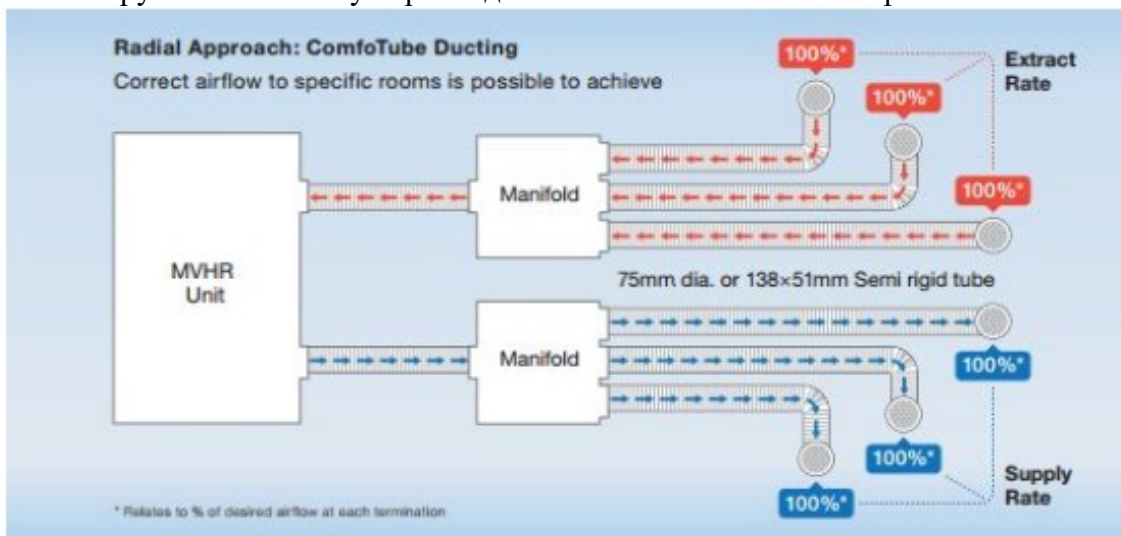 Radial Approach: ComfoTube Ducting
Correct airflow to specific rooms is possible to achieve
100%*
100%*
Extract
Rate
100%*
Manifold
MVHR
Unit
75mm dia. or 138×51mm Semi rigid tube
Manifold
100%*
100%*
100%*
Supply
Rate
* Relates to % of desired airflow at each termination